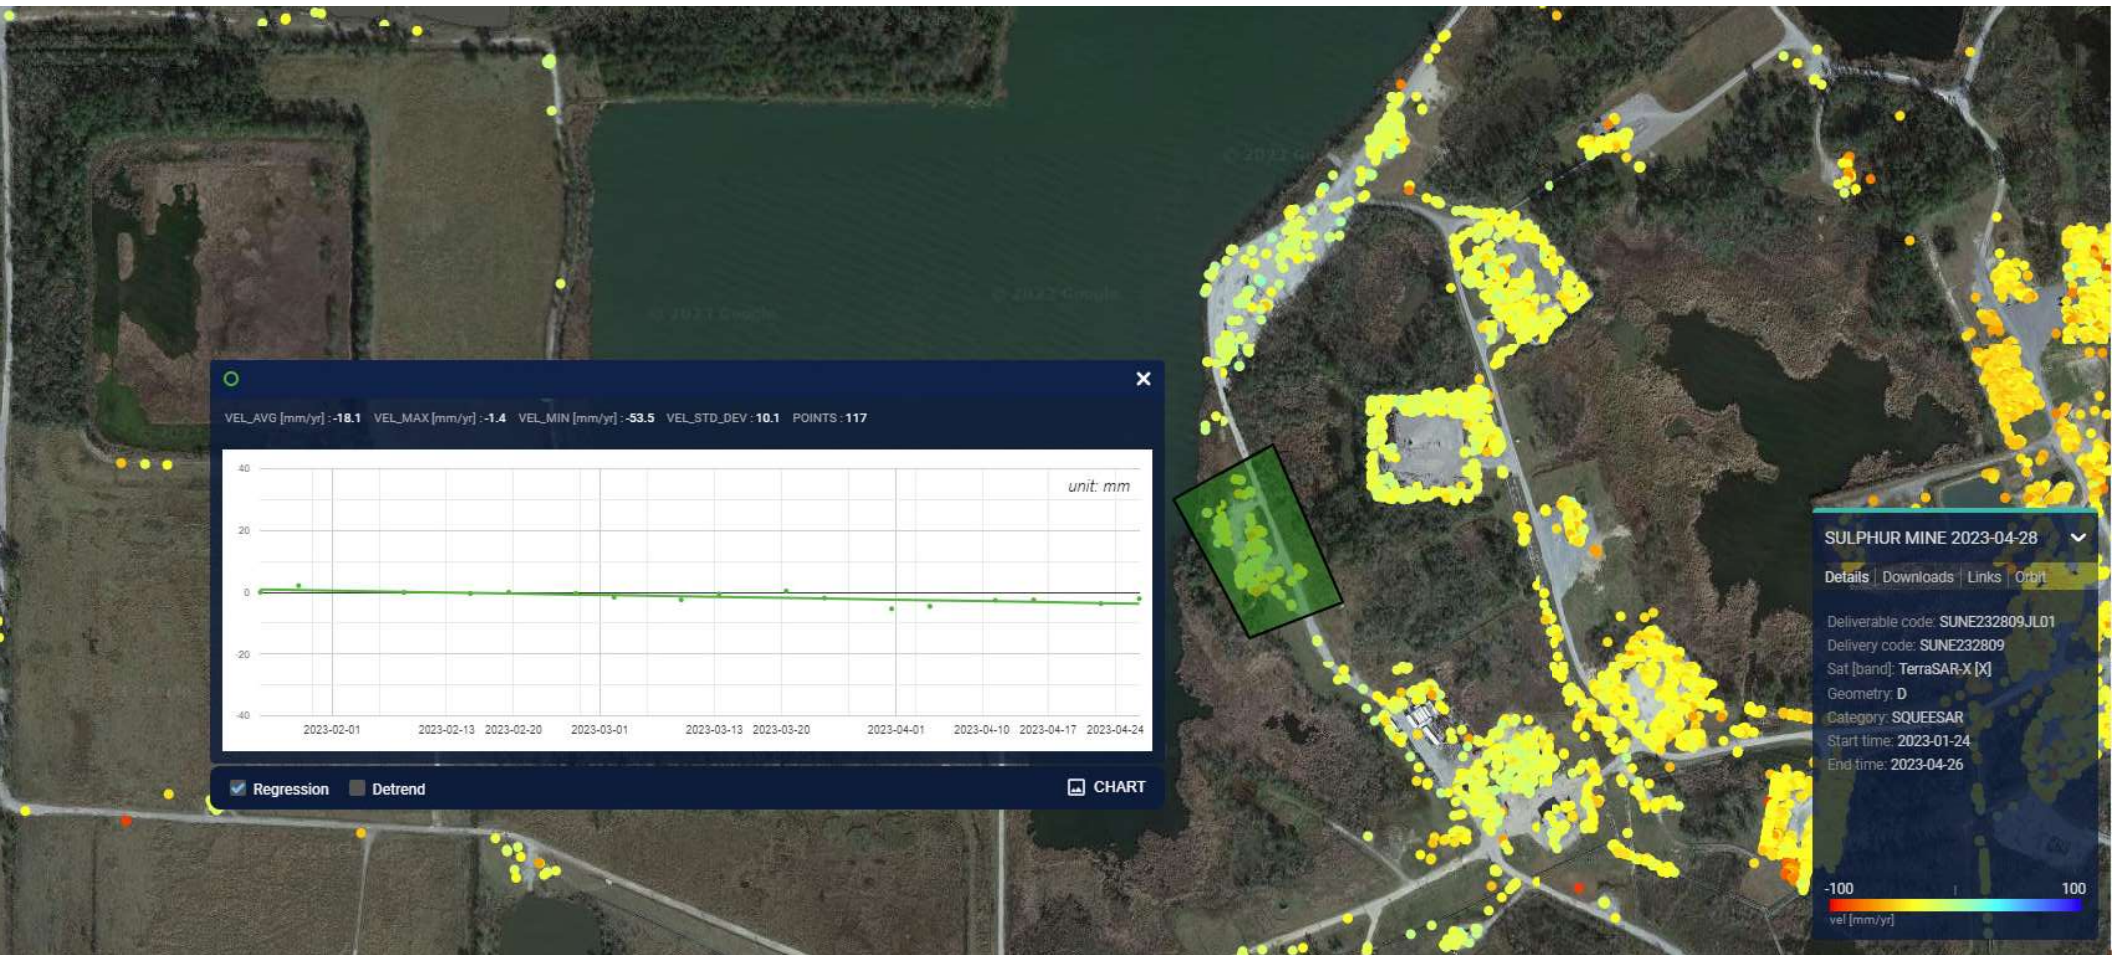 © 2022 Google
© 2022 Google
VEL_AVG [mm/yr] : -18.1 VEL_MAX [mm/yr] : -1.4 VEL_MIN [mm/yr] : -53.5 VEL_STD_DEV : 10.1 POINTS : 117
unit: mm
40
20
0
-20
-40
2023-02-01 2023-02-13 2023-02-20 2023-03-01 2023-03-13 2023-03-20 2023-04-01 2023-04-10 2023-04-17 2023-04-24
Regression Detrend CHART
SULPHUR MINE 2023-04-28
Details | Downloads | Links | Orbit
Deliverable code: SUNE232809JL01
Delivery code: SUNE232809
Sat [band]: TerraSAR-X [X]
Geometry: D
Category: SQUEESAR
Start time: 2023-01-24
End time: 2023-04-26
-100 100
vel [mm/yr]